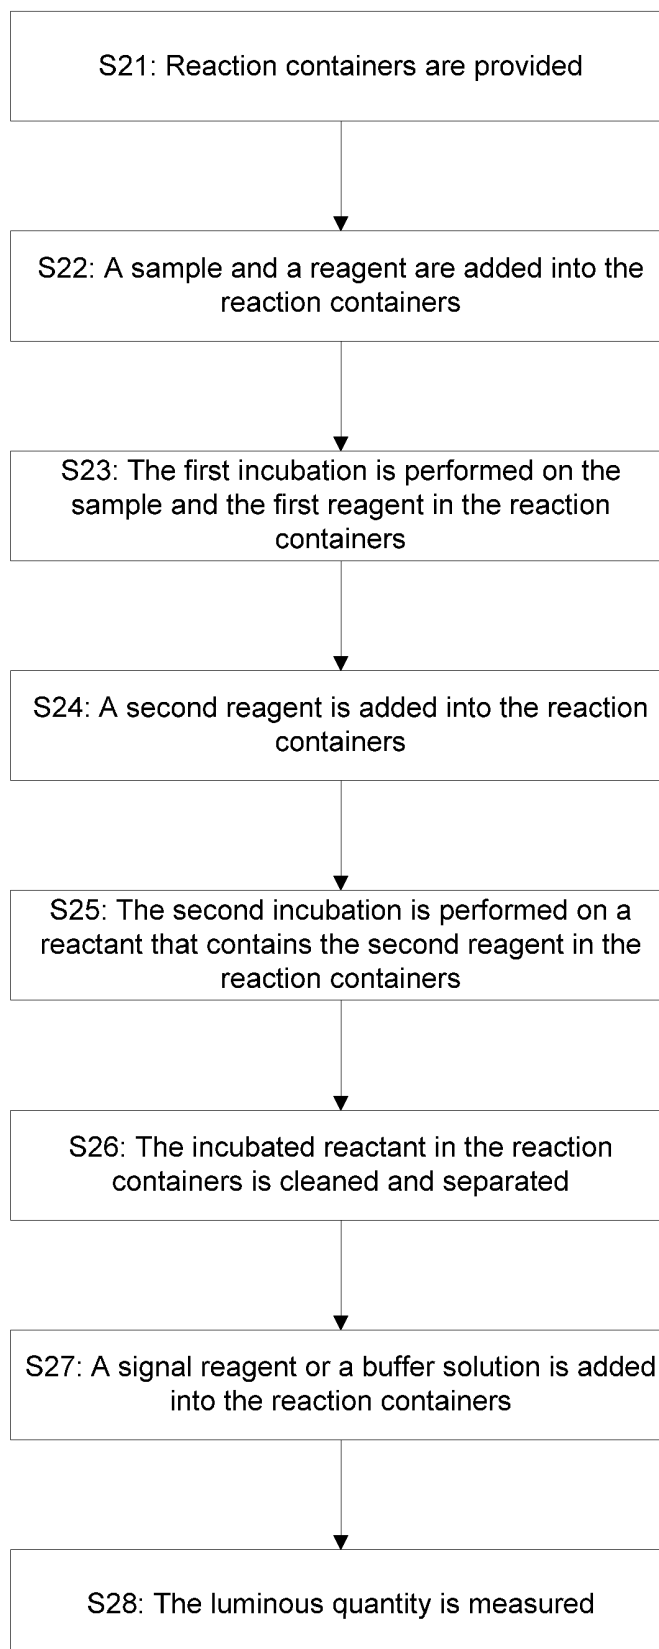 S21: Reaction containers are provided
S22: A sample and a reagent are added into the
reaction containers
S23: The first incubation is performed on the
sample and the first reagent in the reaction
containers
S24: A second reagent is added into the reaction
containers
S25: The second incubation is performed on a
reactant that contains the second reagent in the
reaction containers
S26: The incubated reactant in the reaction
containers is cleaned and separated
S27: A signal reagent or a buffer solution is added
into the reaction containers
S28: The luminous quantity is measured